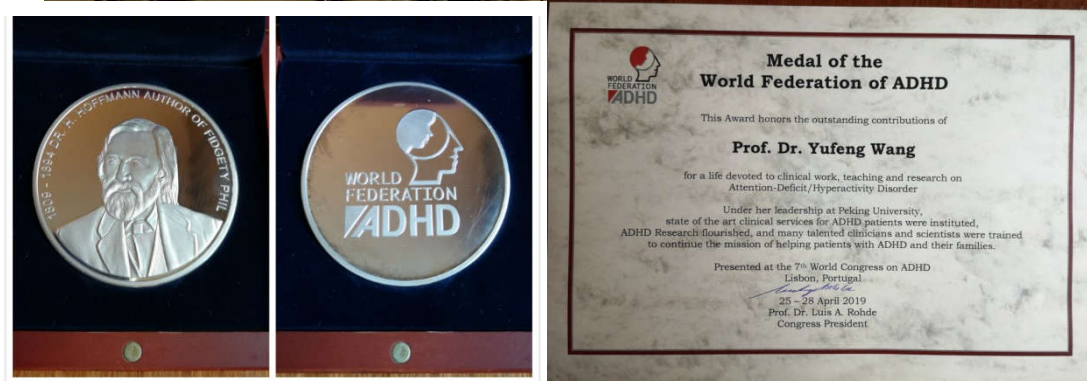 1809 - 1894 DR. H. HOFFMANN AUTHOR OF FIDGETY PHIL
WORLD
FEDERATION
ADHD
WORLD
FEDERATION
ADHD
Medal of the
World Federation of ADHD
This Award honors the outstanding contributions of
Prof. Dr. Yufeng Wang
for a life devoted to clinical work, teaching and research on
Attention-Deficit/Hyperactivity Disorder
Under her leadership at Peking University,
state of the art clinical services for ADHD patients were instituted,
ADHD Research flourished, and many talented clinicians and scientists were trained
to continue the mission of helping patients with ADHD and their families.
Presented at the 7th World Congress on ADHD
Lisbon, Portugal
25 – 28 April 2019
Prof. Dr. Luis A. Rohde
Congress President